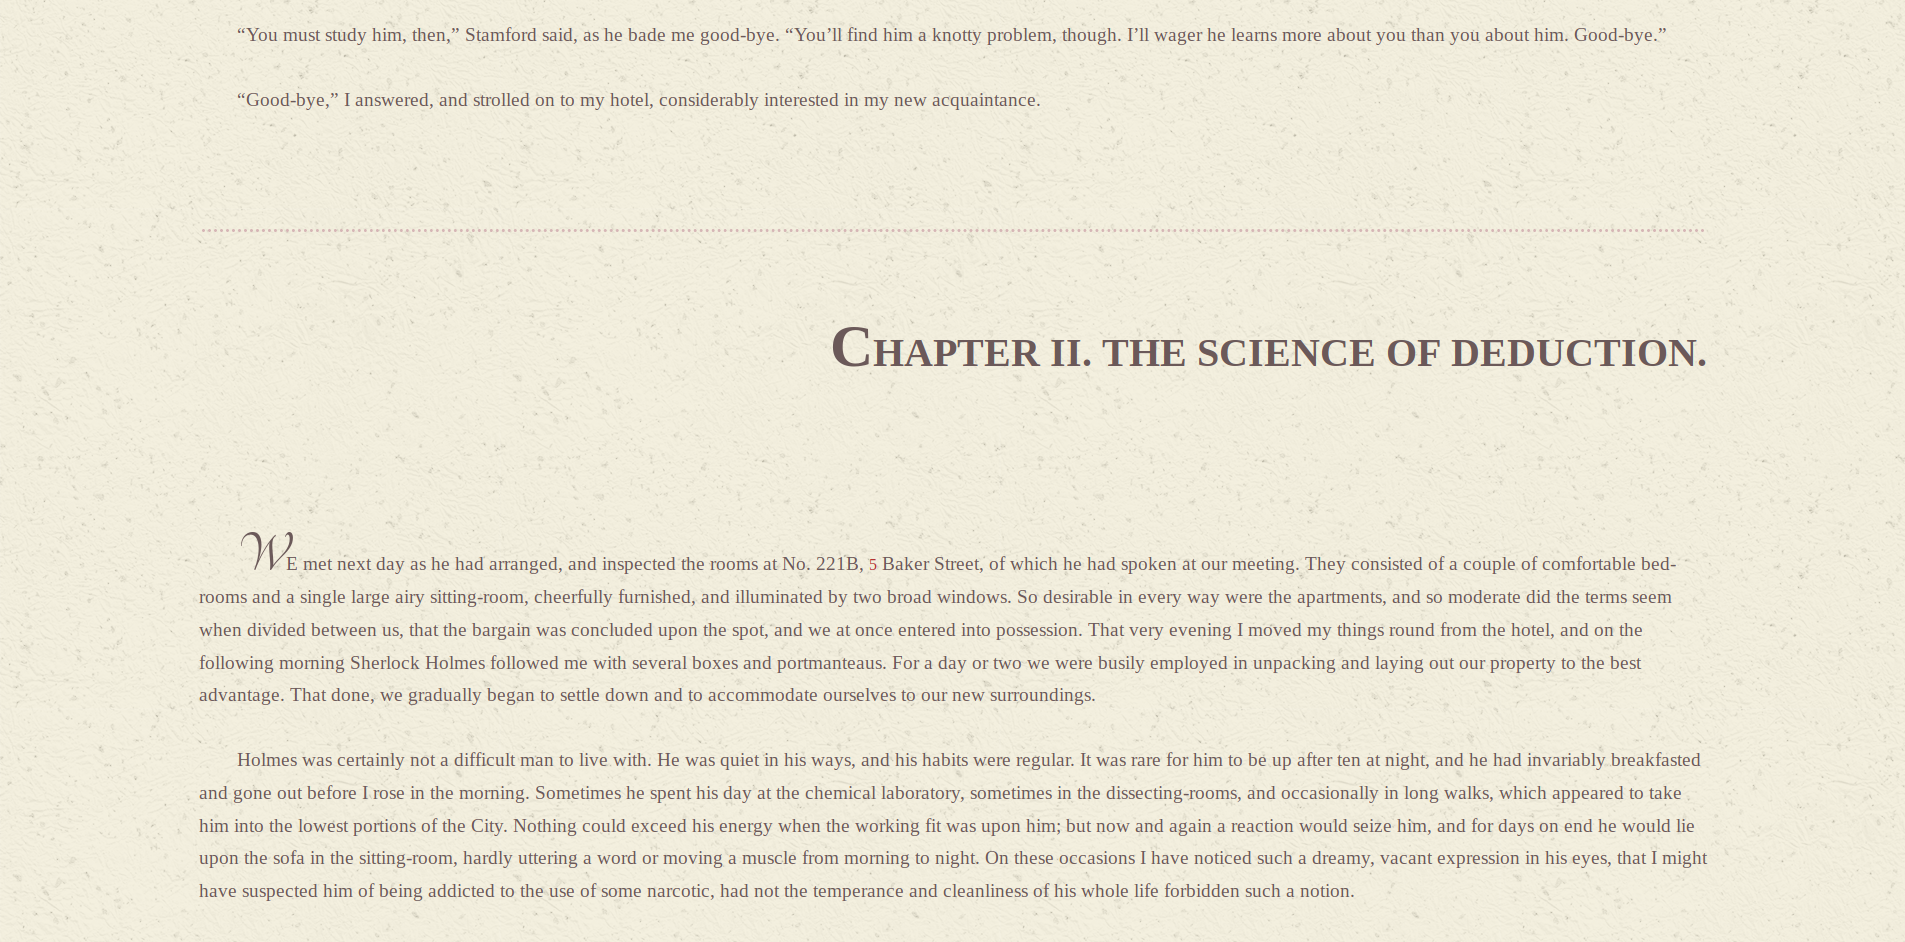 “You must study him, then,” Stamford said, as he bade me good-bye. “You’ll find him a knotty problem, though. I’ll wager he learns more about you than you about him. Good-bye.”
“Good-bye,” I answered, and strolled on to my hotel, considerably interested in my new acquaintance.
CHAPTER II. THE SCIENCE OF DEDUCTION.
WE met next day as he had arranged, and inspected the rooms at No. 221B, 5 Baker Street, of which he had spoken at our meeting. They consisted of a couple of comfortable bed-
rooms and a single large airy sitting-room, cheerfully furnished, and illuminated by two broad windows. So desirable in every way were the apartments, and so moderate did the terms seem
when divided between us, that the bargain was concluded upon the spot, and we at once entered into possession. That very evening I moved my things round from the hotel, and on the
following morning Sherlock Holmes followed me with several boxes and portmanteaus. For a day or two we were busily employed in unpacking and laying out our property to the best
advantage. That done, we gradually began to settle down and to accommodate ourselves to our new surroundings.
Holmes was certainly not a difficult man to live with. He was quiet in his ways, and his habits were regular. It was rare for him to be up after ten at night, and he had invariably breakfasted
and gone out before I rose in the morning. Sometimes he spent his day at the chemical laboratory, sometimes in the dissecting-rooms, and occasionally in long walks, which appeared to take
him into the lowest portions of the City. Nothing could exceed his energy when the working fit was upon him; but now and again a reaction would seize him, and for days on end he would lie
upon the sofa in the sitting-room, hardly uttering a word or moving a muscle from morning to night. On these occasions I have noticed such a dreamy, vacant expression in his eyes, that I might
have suspected him of being addicted to the use of some narcotic, had not the temperance and cleanliness of his whole life forbidden such a notion.